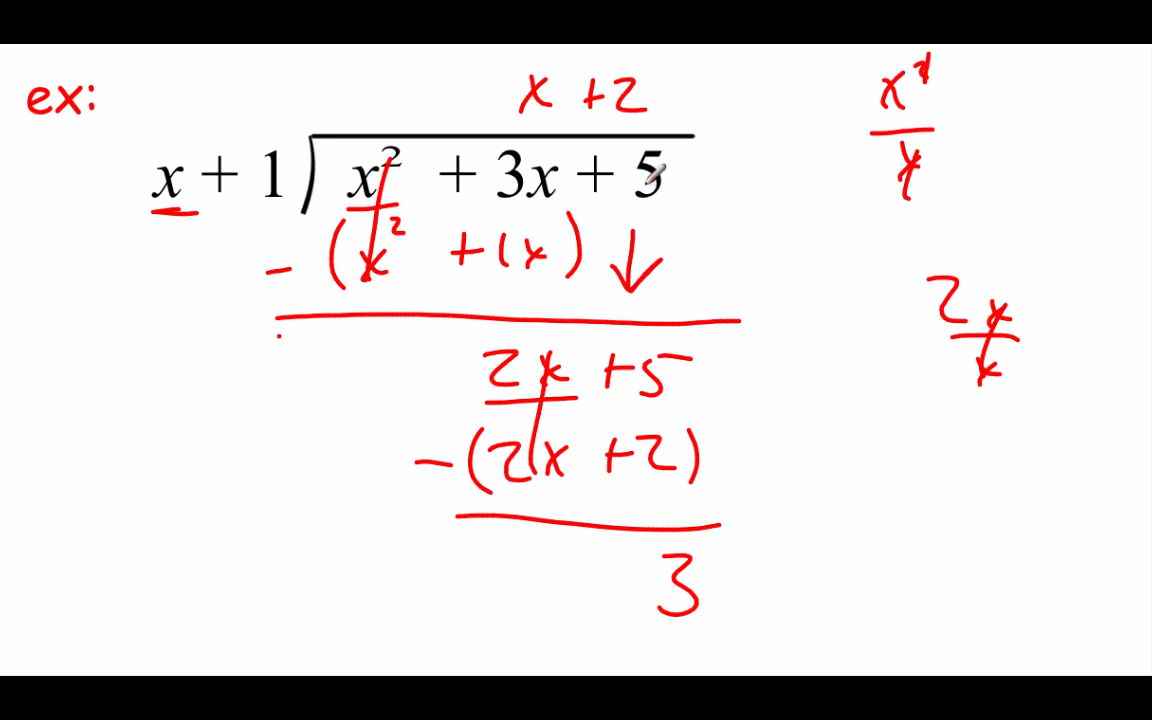 ex:
x + 2
x + 1 ) x² + 3x + 5
- (x² + 1x) ↓
2x + 5
- (2x + 2)
3
x²
x
2x
x